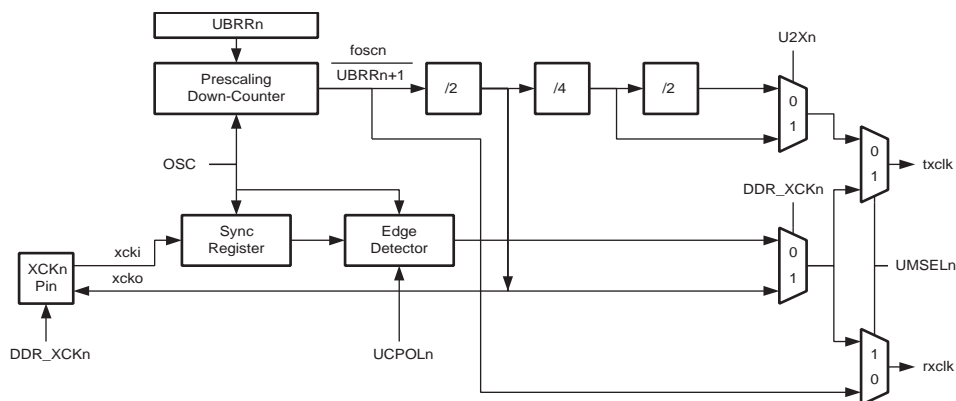 UBRRn
foscn
U2Xn
Prescaling
Down-Counter
UBRRn+1
/2
/4
/2
0
1
OSC
0
1
txclk
DDR_XCKn
Sync
Register
Edge
Detector
xcki
0
1
XCKn
Pin
xcko
UMSELn
DDR_XCKn
UCPOLn
1
0
rxclk